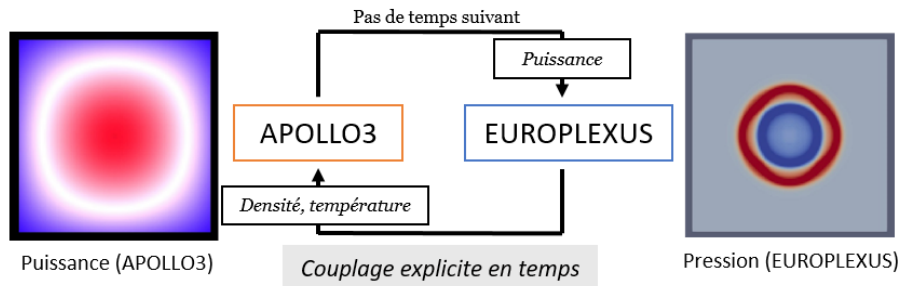 Pas de temps suivant
Puissance
APOLLO3
EUROPLEXUS
Densité, température
Puissance (APOLLO3)
Couplage explicite en temps
Pression (EUROPLEXUS)